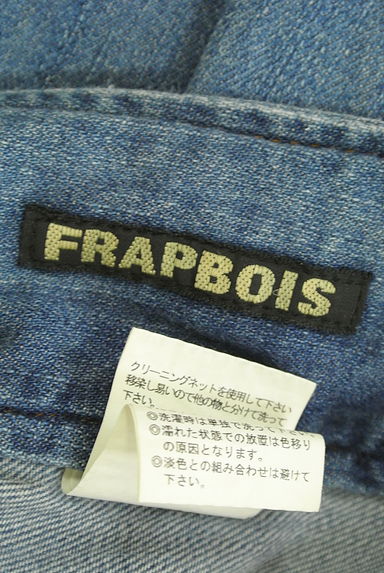 FRAPBOIS
クリーニングネットを使用して下さい
移染し易いので他の物と分けて洗って
下さい
◎洗濯時は単独で洗って
◎濡れた状態での放置は色移り
の原因となります。
◎淡色との組み合わせは避けて
下さい。